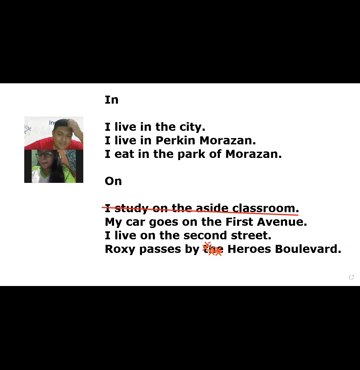 In
I live in the city.
I live in Perkin Morazan.
I eat in the park of Morazan.
On
I study on the aside classroom.
My car goes on the First Avenue.
I live on the second street.
Roxy passes by the Heroes Boulevard.